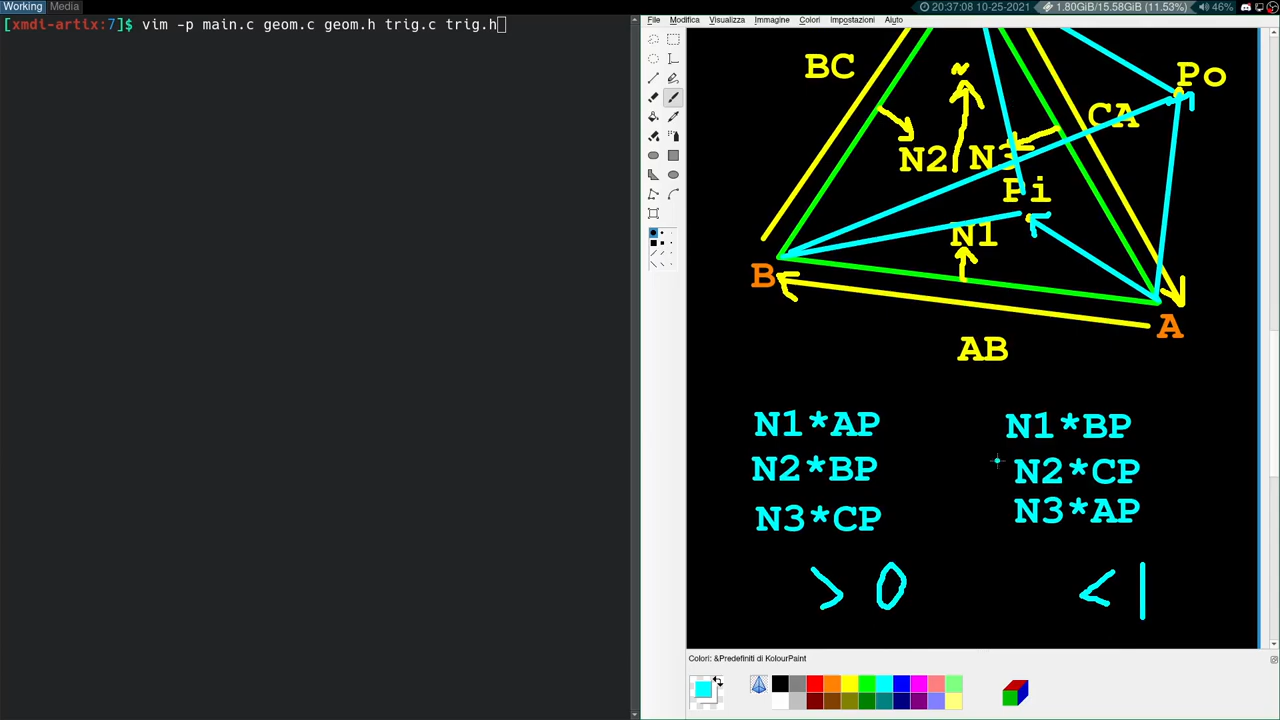 Working Media
20:37:08 10-25-2021
1.80GiB/15.58GiB (11.53%)
46%
[xmdt-artix:7]$ vim -p main.c geom.c geom.h trig.c trig.h
File Modifica Visualizza Immagine Colori Impostazioni Aiuto
BC
N
Po
CA
N2
N3
Pi
N1
B
A
AB
N1*AP
N1*BP
N2*BP
N2*CP
N3*CP
N3*AP
> 0
< 1
Colori: &Predefiniti di KolourPaint